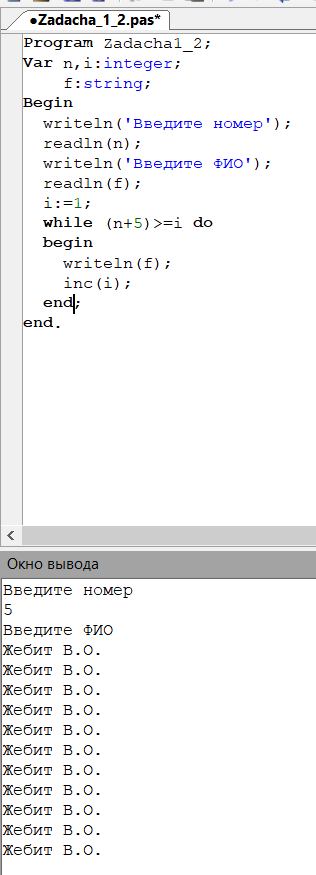 ●Zadacha_1_2.pas*
Program Zadacha1_2;
Var n,i:integer;
f:string;
Begin
writeln('Введите номер');
readln(n);
writeln('Введите ФИО');
readln(f);
i:=1;
while (n+5)>=i do
begin
writeln(f);
inc(i);
end;
end.
Окно вывода
Введите номер
5
Введите ФИО
Жебит В.О.
Жебит В.О.
Жебит В.О.
Жебит В.О.
Жебит В.О.
Жебит В.О.
Жебит В.О.
Жебит В.О.
Жебит В.О.
Жебит В.О.
Жебит В.О.